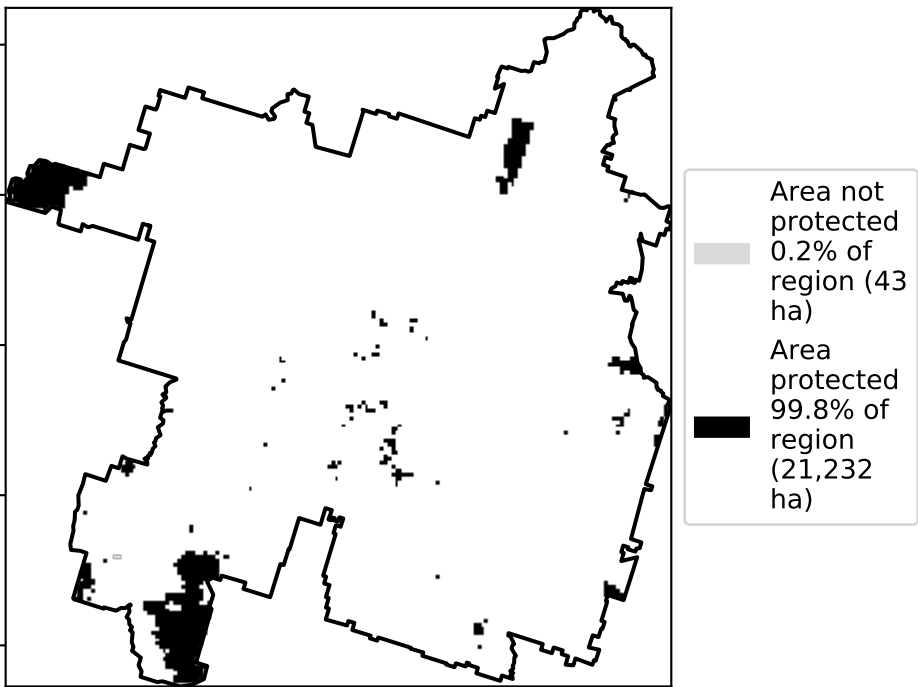 Area not
protected
0.2% of
region (43
ha)
Area
protected
99.8% of
region
(21,232
ha)